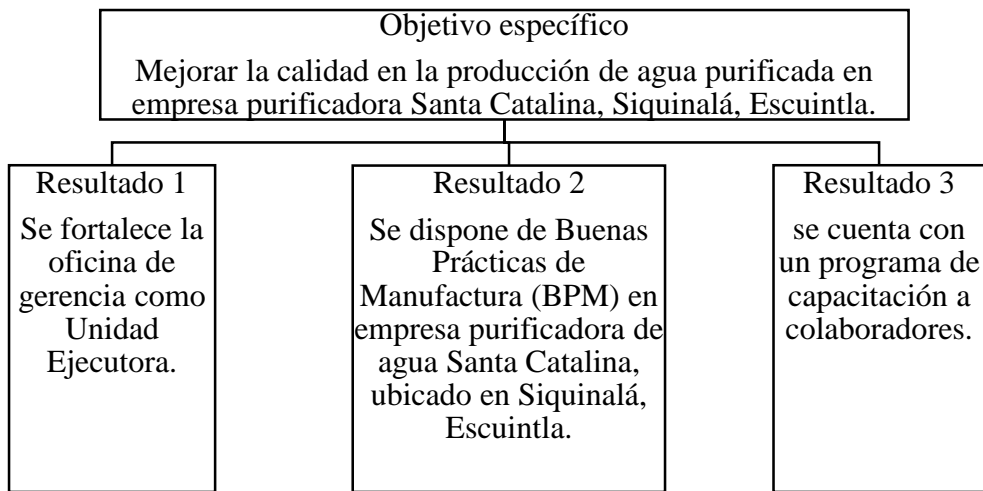 Objetivo específico
Mejorar la calidad en la producción de agua purificada en
empresa purificadora Santa Catalina, Siquinalá, Escuintla.
Resultado 1
Se fortalece la
oficina de
gerencia como
Unidad
Ejecutora.
Resultado 2
Se dispone de Buenas
Prácticas de
Manufactura (BPM) en
empresa purificadora de
agua Santa Catalina,
ubicado en Siquinalá,
Escuintla.
Resultado 3
se cuenta con
un programa de
capacitación a
colaboradores.